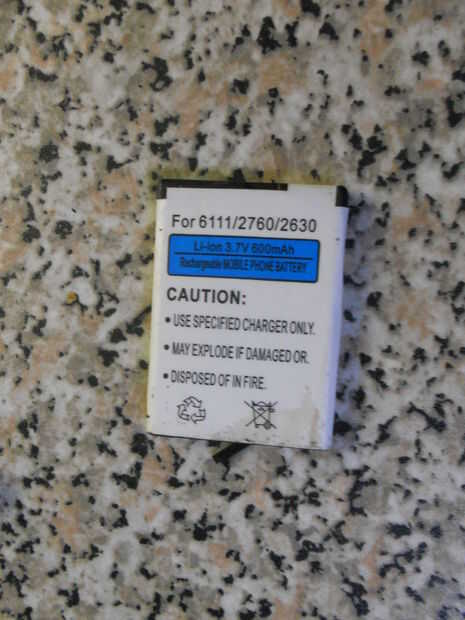 For 6111/2760/2630
Li-ion 3.7V 600mAh
Rechargeable MOBILE PHONE BATTERY
CAUTION:
• USE SPECIFIED CHARGER ONLY.
• MAY EXPLODE IF DAMAGED OR.
• DISPOSED OF IN FIRE.